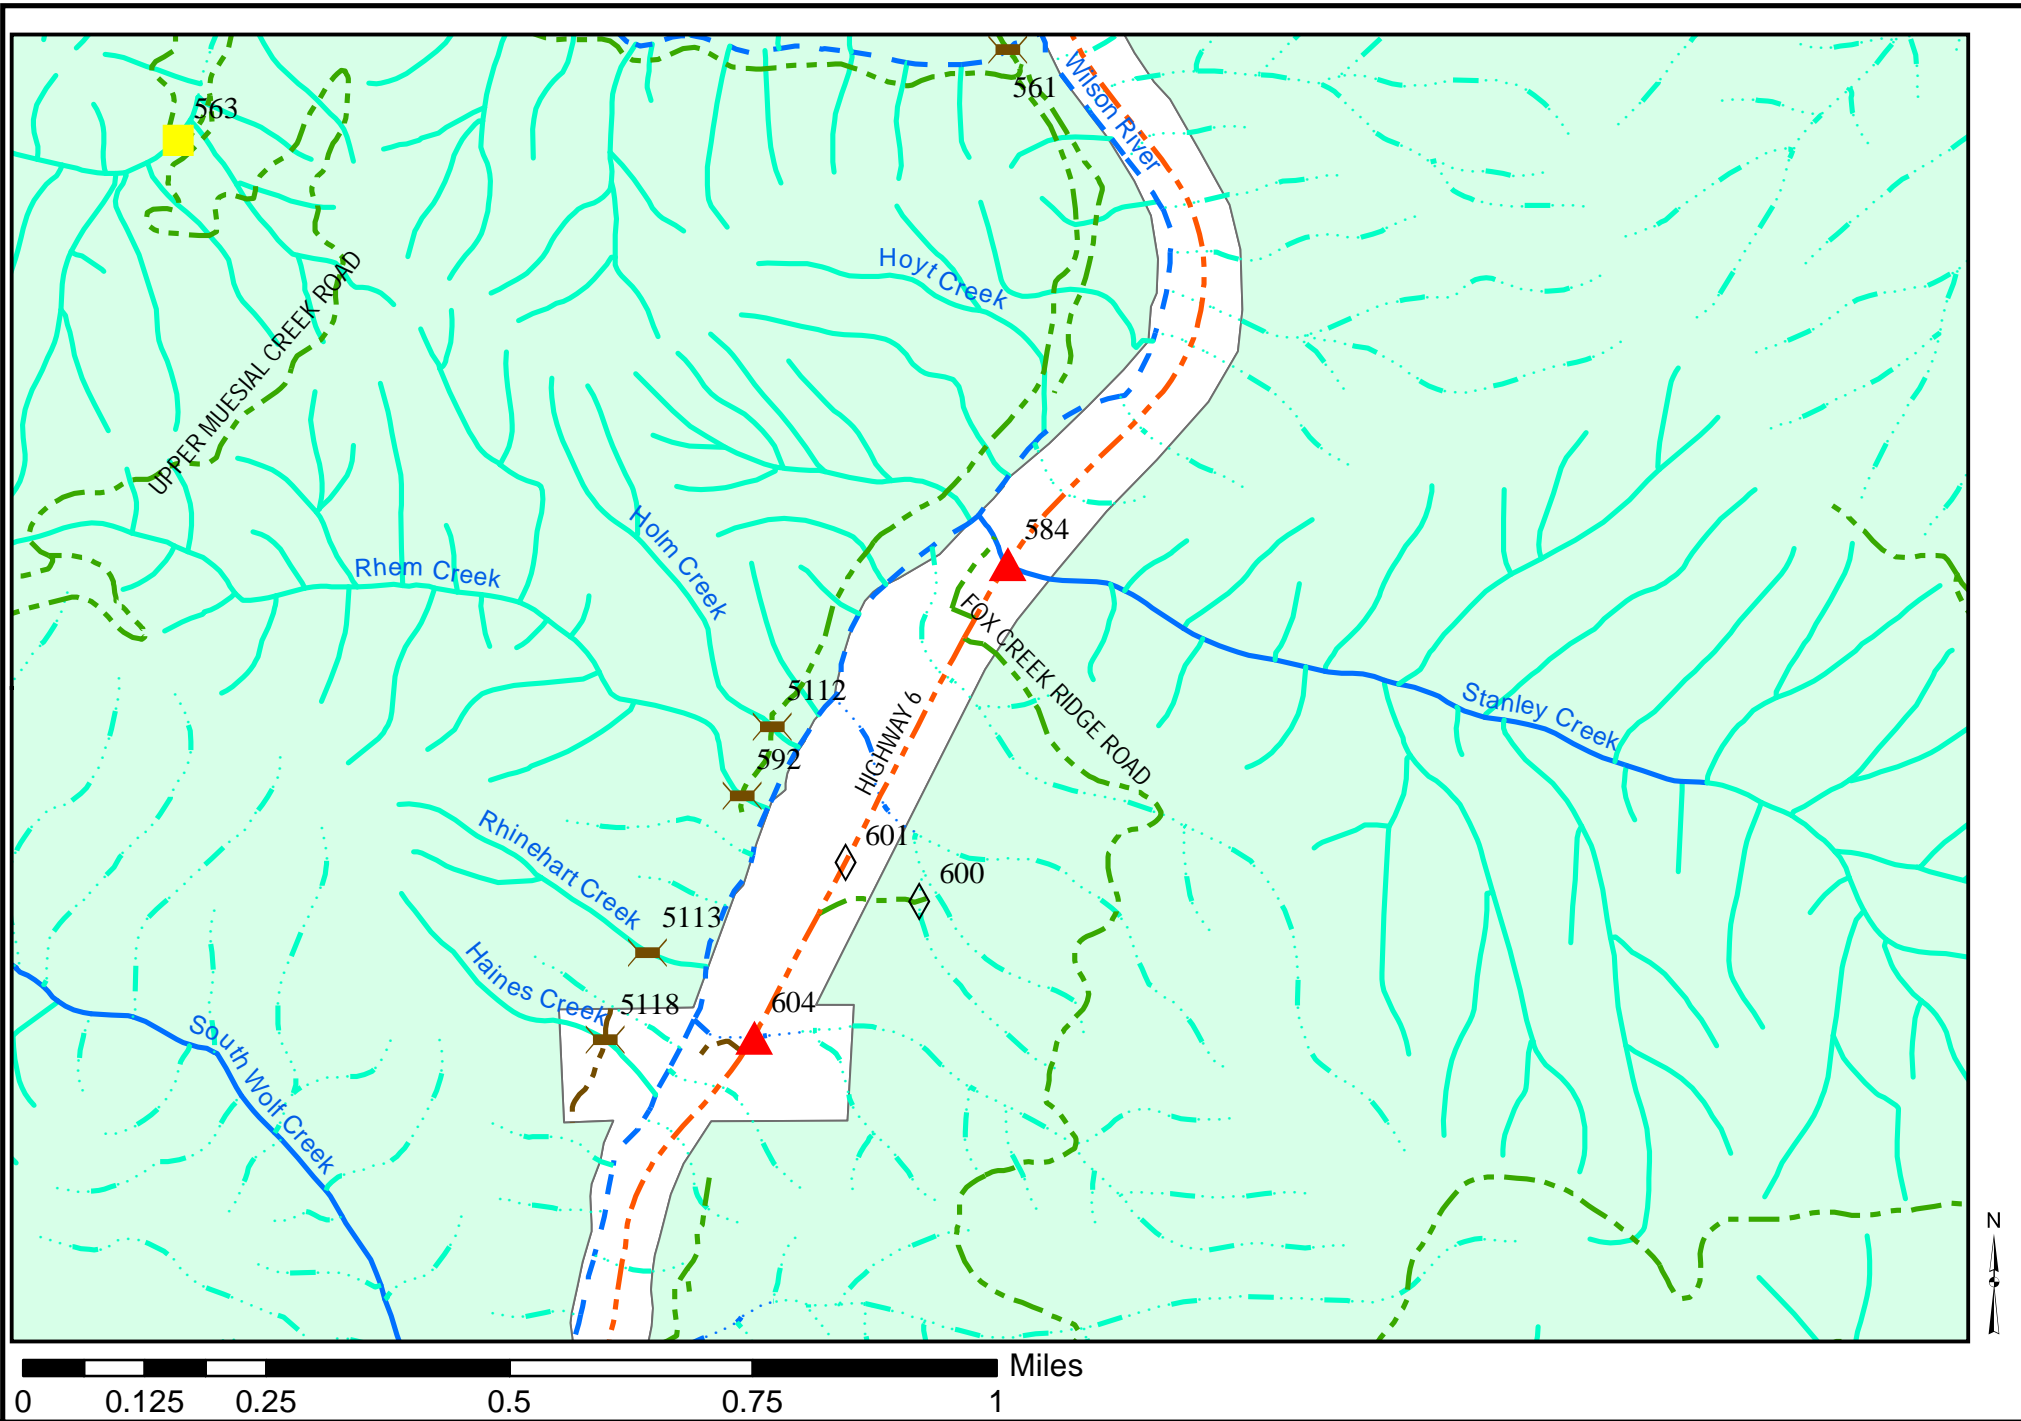 563
561
Wilson River
Hoyt Creek
UPPER MUESIAL CREEK ROAD
584
Holm Creek
Rhem Creek
FOX CREEK RIDGE ROAD
5112
HIGHWAY 6
Stanley Creek
592
601
600
Rhinehart Creek
5113
Haines Creek
5118
604
South Wolf Creek
N
Miles
0 0.125 0.25 0.5 0.75 1